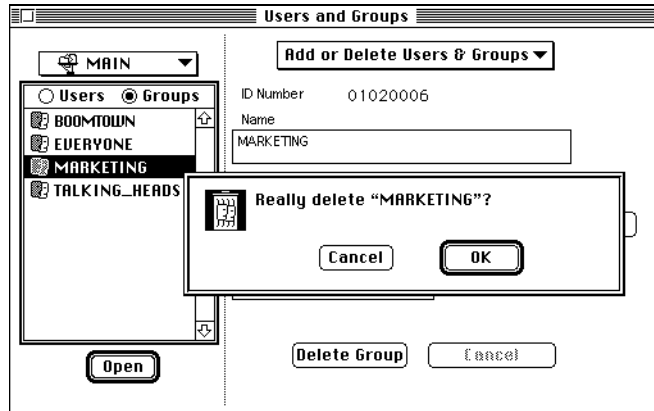 Users and Groups
MAIN
Add or Delete Users & Groups
Users Groups
BOOMTOWN
EVERYONE
MARKETING
TALKING_HEADS
ID Number 01020006
Name
MARKETING
Really delete “MARKETING”?
Cancel OK
Open
Delete Group Cancel